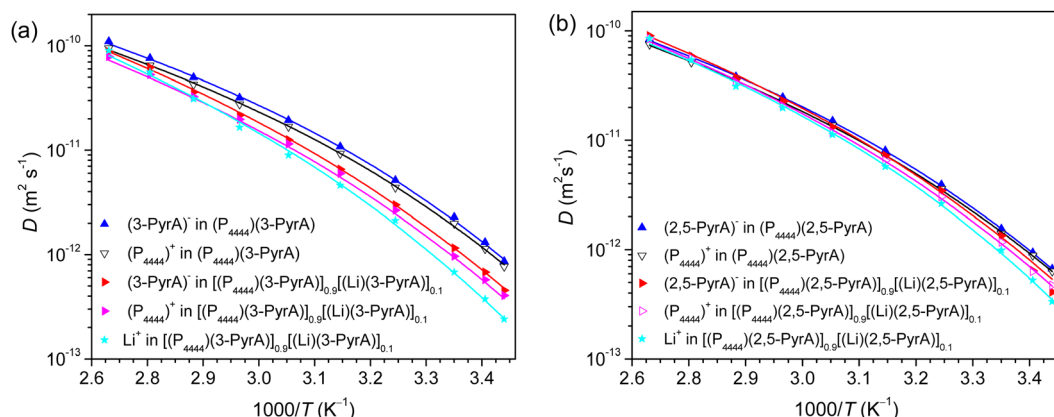 (a)
10⁻¹⁰
10⁻¹¹
10⁻¹²
10⁻¹³
D (m² s⁻¹)
(3-PyrA)⁻ in (P₄₄₄₄)(3-PyrA)
(P₄₄₄₄)⁺ in (P₄₄₄₄)(3-PyrA)
(3-PyrA)⁻ in [(P₄₄₄₄)(3-PyrA)]₀.₉[(Li)(3-PyrA)]₀.₁
(P₄₄₄₄)⁺ in [(P₄₄₄₄)(3-PyrA)]₀.₉[(Li)(3-PyrA)]₀.₁
Li⁺ in [(P₄₄₄₄)(3-PyrA)]₀.₉[(Li)(3-PyrA)]₀.₁
2.6 2.7 2.8 2.9 3.0 3.1 3.2 3.3 3.4
1000/T (K⁻¹)
(b)
10⁻¹⁰
10⁻¹¹
10⁻¹²
10⁻¹³
D (m² s⁻¹)
(2,5-PyrA)⁻ in (P₄₄₄₄)(2,5-PyrA)
(P₄₄₄₄)⁺ in (P₄₄₄₄)(2,5-PyrA)
(2,5-PyrA)⁻ in [(P₄₄₄₄)(2,5-PyrA)]₀.₉[(Li)(2,5-PyrA)]₀.₁
(P₄₄₄₄)⁺ in [(P₄₄₄₄)(2,5-PyrA)]₀.₉[(Li)(2,5-PyrA)]₀.₁
Li⁺ in [(P₄₄₄₄)(2,5-PyrA)]₀.₉[(Li)(2,5-PyrA)]₀.₁
2.6 2.7 2.8 2.9 3.0 3.1 3.2 3.3 3.4
1000/T (K⁻¹)